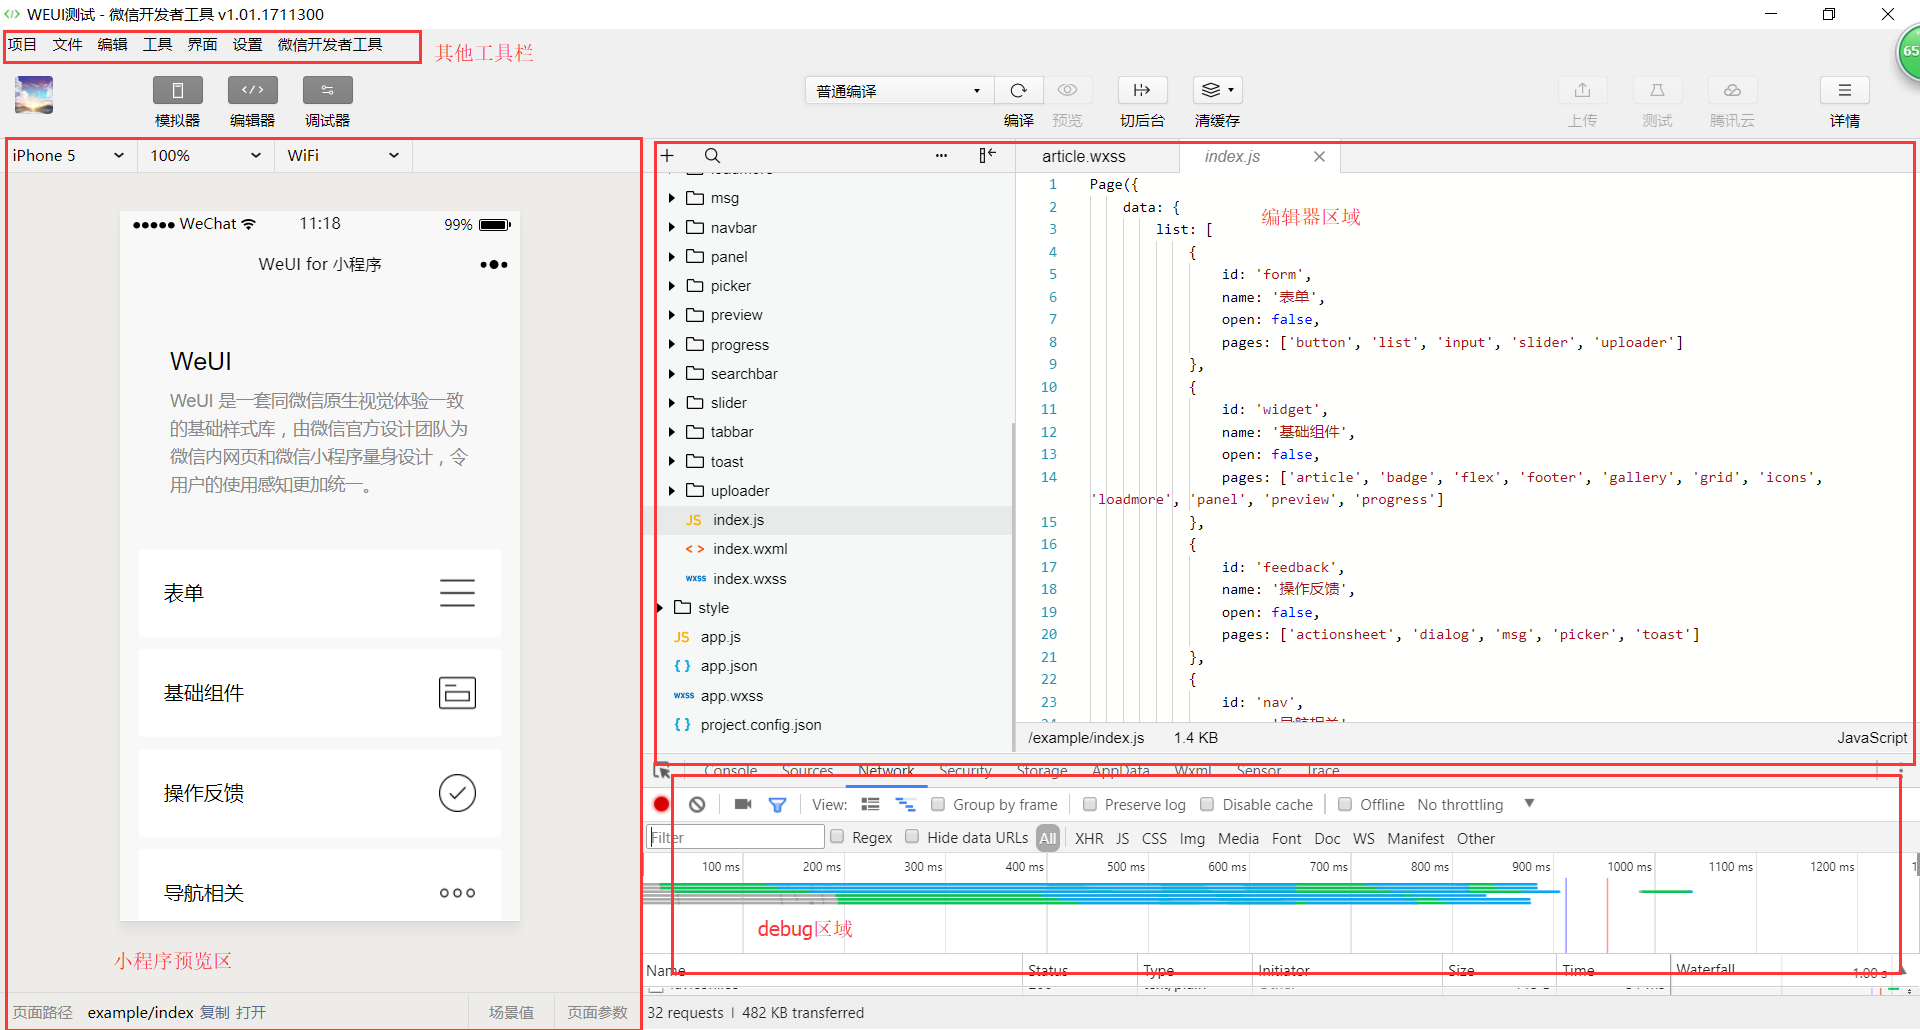 WEUI测试 - 微信开发者工具 v1.01.1711300
项目 文件 编辑 工具 界面 设置 微信开发者工具
其他工具栏
65
模拟器 编辑器 调试器
普通编译
编译 预览 切后台 清缓存
上传 测试 腾讯云 详情
iPhone 5 100% WiFi
WeChat 11:18 99%
WeUI for 小程序
WeUI
WeUI 是一套同微信原生视觉体验一致
的基础样式库，由微信官方设计团队为
微信内网页和微信小程序量身设计，令
用户的使用感知更加统一。
表单
基础组件
操作反馈
导航相关
小程序预览区
页面路径 example/index 复制 打开 场景值 页面参数
loadmore
msg
navbar
panel
picker
preview
progress
searchbar
slider
tabbar
toast
uploader
JS index.js
< > index.wxml
wxss index.wxss
style
JS app.js
{ } app.json
wxss app.wxss
{ } project.config.json
article.wxss index.js
编辑器区域
1 Page({
2 data: {
3 list: [
4 {
5 id: 'form',
6 name: '表单',
7 open: false,
8 pages: ['button', 'list', 'input', 'slider', 'uploader']
9 },
10 {
11 id: 'widget',
12 name: '基础组件',
13 open: false,
14 pages: ['article', 'badge', 'flex', 'footer', 'gallery', 'grid', 'icons',
'loadmore', 'panel', 'preview', 'progress']
15 },
16 {
17 id: 'feedback',
18 name: '操作反馈',
19 open: false,
20 pages: ['actionsheet', 'dialog', 'msg', 'picker', 'toast']
21 },
22 {
23 id: 'nav',
/example/index.js 1.4 KB JavaScript
Console Sources Network Security Storage AppData Wxml Sensor Trace
View: Group by frame Preserve log Disable cache Offline No throttling
Filter Regex Hide data URLs All XHR JS CSS Img Media Font Doc WS Manifest Other
100 ms 200 ms 300 ms 400 ms 500 ms 600 ms 700 ms 800 ms 900 ms 1000 ms 1100 ms 1200 ms
debug区域
Name Status Type Initiator Size Time Waterfall 1.00 s
32 requests | 482 KB transferred